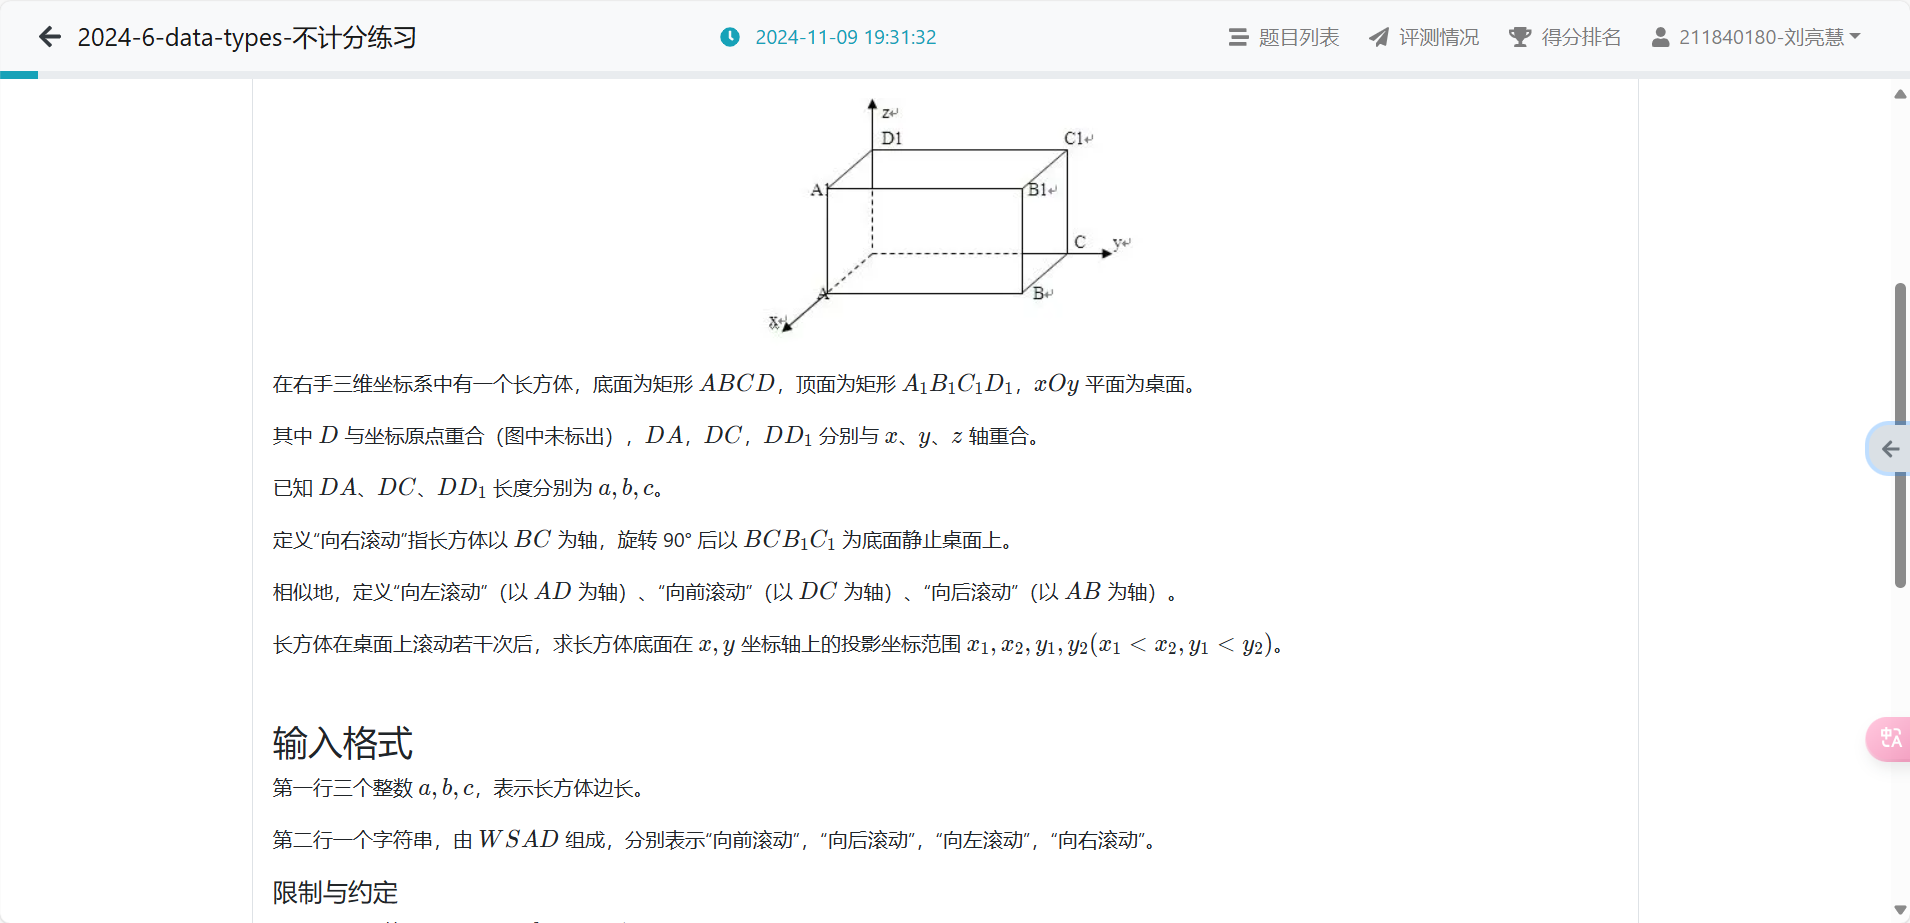 2024-6-data-types-不计分练习
2024-11-09 19:31:32
题目列表 评测情况 得分排名 211840180-刘亮慧
z↵
D1 C1↵
A1 B1↵
C y↵
A B↵
x↵
在右手三维坐标系中有一个长方体，底面为矩形 ABCD，顶面为矩形 A₁B₁C₁D₁，xOy 平面为桌面。
其中 D 与坐标原点重合（图中未标出），DA，DC，DD₁ 分别与 x、y、z 轴重合。
已知 DA、DC、DD₁ 长度分别为 a, b, c。
定义“向右滚动”指长方体以 BC 为轴，旋转 90° 后以 BCB₁C₁ 为底面静止桌面上。
相似地，定义“向左滚动”（以 AD 为轴）、“向前滚动”（以 DC 为轴）、“向后滚动”（以 AB 为轴）。
长方体在桌面上滚动若干次后，求长方体底面在 x, y 坐标轴上的投影坐标范围 x₁, x₂, y₁, y₂(x₁ < x₂, y₁ < y₂)。
输入格式
第一行三个整数 a, b, c，表示长方体边长。
第二行一个字符串，由 WSAD 组成，分别表示“向前滚动”，“向后滚动”，“向左滚动”，“向右滚动”。
限制与约定